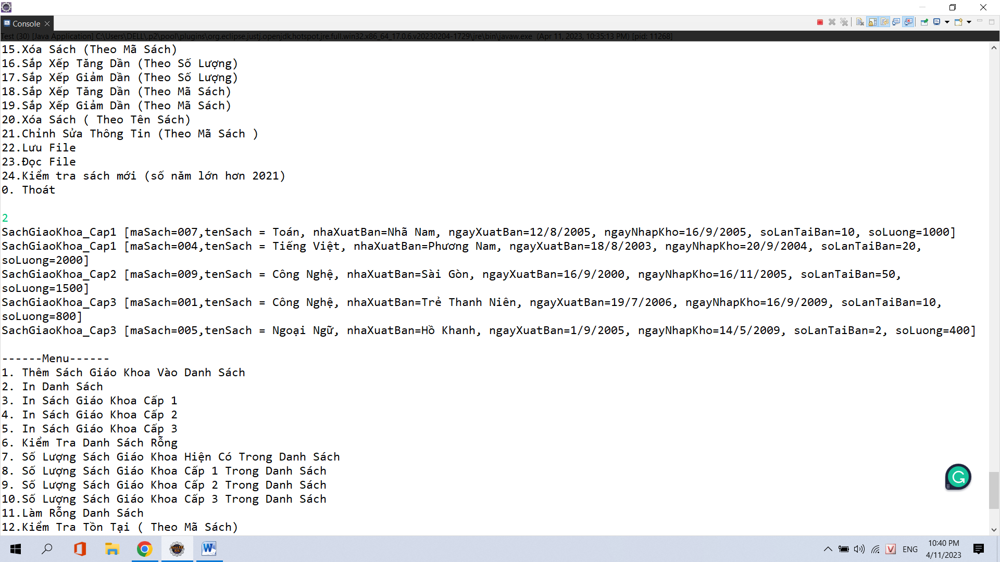 Console
Test (30) [Java Application] C:\Users\DELL\.p2\pool\plugins\org.eclipse.justj.openjdk.hotspot.jre.full.win32.x86_64_17.0.6.v20230204-1729\jre\bin\javaw.exe (Apr 11, 2023, 10:35:13 PM) [pid: 11268]
15.Xóa Sách (Theo Mã Sách)
16.Sắp Xếp Tăng Dần (Theo Số Lượng)
17.Sắp Xếp Giảm Dần (Theo Số Lượng)
18.Sắp Xếp Tăng Dần (Theo Mã Sách)
19.Sắp Xếp Giảm Dần (Theo Mã Sách)
20.Xóa Sách ( Theo Tên Sách)
21.Chỉnh Sửa Thông Tin (Theo Mã Sách )
22.Lưu File
23.Đọc File
24.Kiểm tra sách mới (số năm lớn hơn 2021)
0. Thoát
2
SachGiaoKhoa_Cap1 [maSach=007,tenSach = Toán, nhaXuatBan=Nhã Nam, ngayXuatBan=12/8/2005, ngayNhapKho=16/9/2005, soLanTaiBan=10, soLuong=1000]
SachGiaoKhoa_Cap1 [maSach=004,tenSach = Tiếng Việt, nhaXuatBan=Phương Nam, ngayXuatBan=18/8/2003, ngayNhapKho=20/9/2004, soLanTaiBan=20,
soLuong=2000]
SachGiaoKhoa_Cap2 [maSach=009,tenSach = Công Nghệ, nhaXuatBan=Sài Gòn, ngayXuatBan=16/9/2000, ngayNhapKho=16/11/2005, soLanTaiBan=50,
soLuong=1500]
SachGiaoKhoa_Cap3 [maSach=001,tenSach = Công Nghệ, nhaXuatBan=Trẻ Thanh Niên, ngayXuatBan=19/7/2006, ngayNhapKho=16/9/2009, soLanTaiBan=10,
soLuong=800]
SachGiaoKhoa_Cap3 [maSach=005,tenSach = Ngoại Ngữ, nhaXuatBan=Hồ Khanh, ngayXuatBan=1/9/2005, ngayNhapKho=14/5/2009, soLanTaiBan=2, soLuong=400]
------Menu------
1. Thêm Sách Giáo Khoa Vào Danh Sách
2. In Danh Sách
3. In Sách Giáo Khoa Cấp 1
4. In Sách Giáo Khoa Cấp 2
5. In Sách Giáo Khoa Cấp 3
6. Kiểm Tra Danh Sách Rỗng
7. Số Lượng Sách Giáo Khoa Hiện Có Trong Danh Sách
8. Số Lượng Sách Giáo Khoa Cấp 1 Trong Danh Sách
9. Số Lượng Sách Giáo Khoa Cấp 2 Trong Danh Sách
10.Số Lượng Sách Giáo Khoa Cấp 3 Trong Danh Sách
11.Làm Rỗng Danh Sách
12.Kiểm Tra Tồn Tại ( Theo Mã Sách)
ENG
10:40 PM
4/11/2023